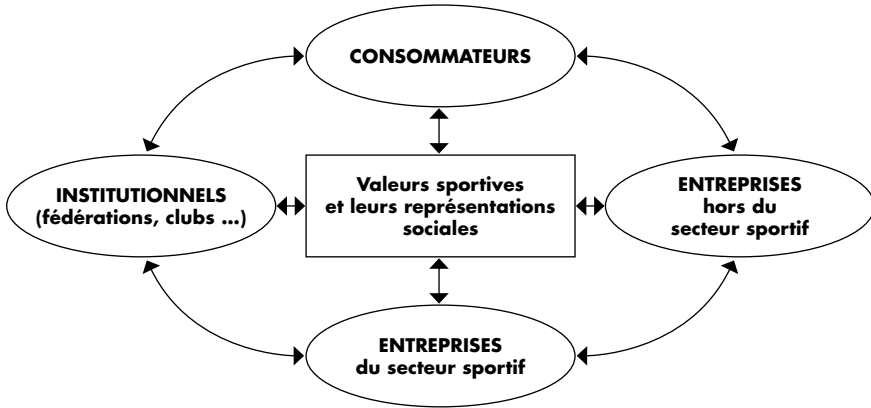 CONSOMMATEURS
INSTITUTIONNELS
(fédérations, clubs ...)
Valeurs sportives
et leurs représentations
sociales
ENTREPRISES
hors du
secteur sportif
ENTREPRISES
du secteur sportif